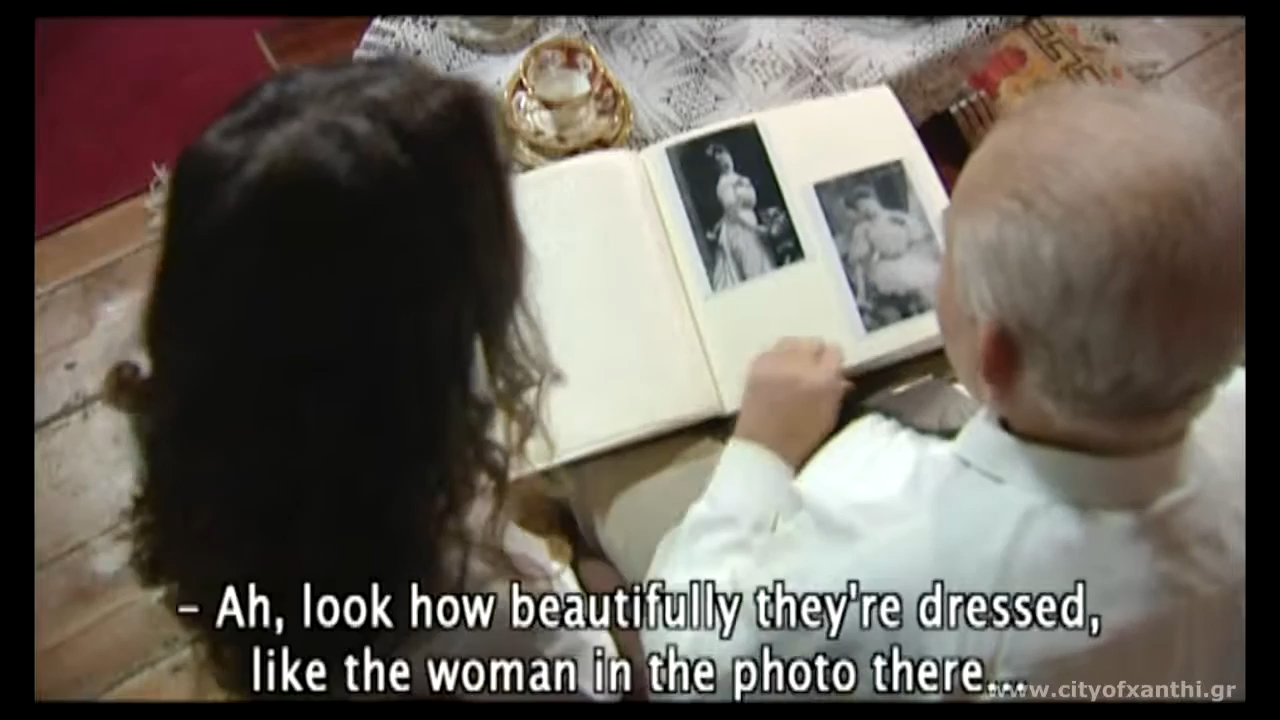 – Ah, look how beautifully they're dressed,
like the woman in the photo there...
www.cityofxanthi.gr